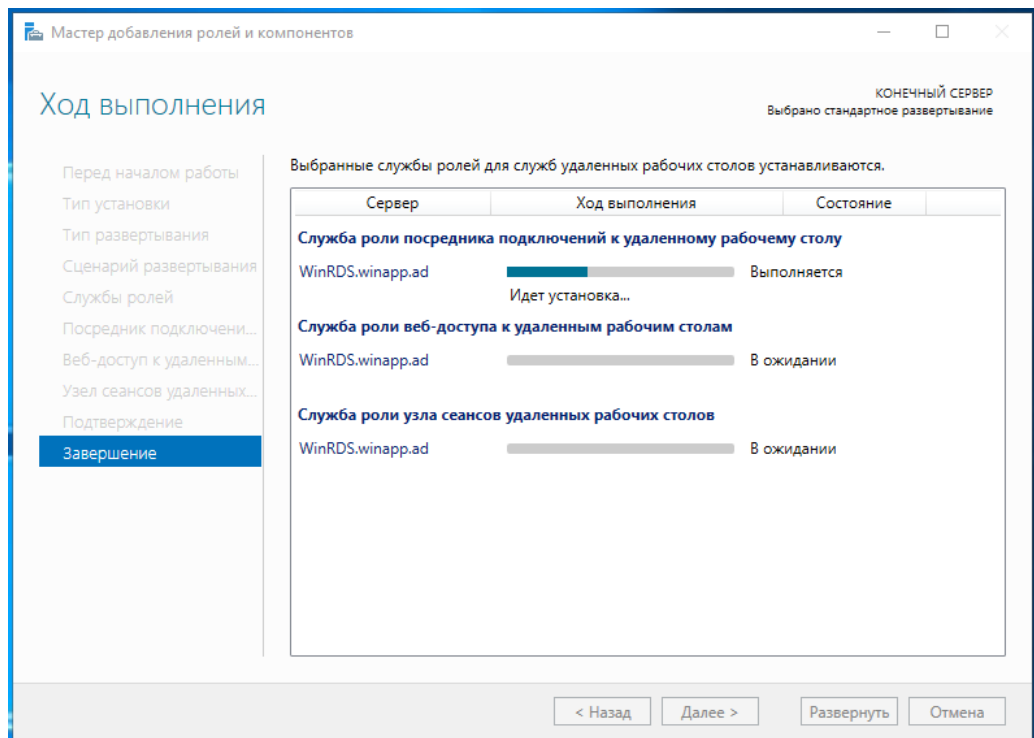 Мастер добавления ролей и компонентов
Ход выполнения
КОНЕЧНЫЙ СЕРВЕР
Выбрано стандартное развертывание
Перед началом работы
Тип установки
Тип развертывания
Сценарий развертывания
Службы ролей
Посредник подключени...
Веб-доступ к удаленным...
Узел сеансов удаленных...
Подтверждение
Завершение
Выбранные службы ролей для служб удаленных рабочих столов устанавливаются.
Сервер Ход выполнения Состояние
Служба роли посредника подключений к удаленному рабочему столу
WinRDS.winapp.ad Выполняется
Идет установка...
Служба роли веб-доступа к удаленным рабочим столам
WinRDS.winapp.ad В ожидании
Служба роли узла сеансов удаленных рабочих столов
WinRDS.winapp.ad В ожидании
< Назад Далее > Развернуть Отмена